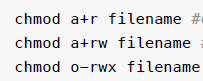 chmod a+r filename #
chmod a+rw filename #
chmod o-rwx filename